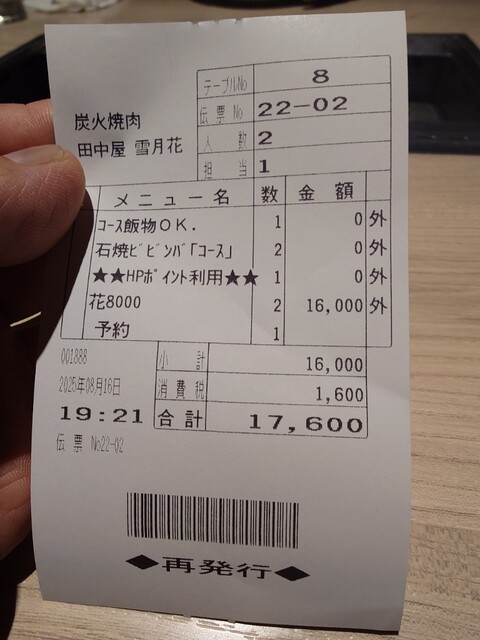 炭火焼肉
田中屋 雪月花
テーブルNo 8
伝票No 22-02
人数 2
担当 1
メニュー名 数 金額
コース飯物OK. 1 0 外
石焼ビビンバ「コース」 2 0 外
★★HPポイント利用★★ 1 0 外
花8000 2 16,000 外
予約 1
001888 小計 16,000
2025年08月16日 消費税 1,600
19:21 合計 17,600
伝票 No22-02
◆再発行◆